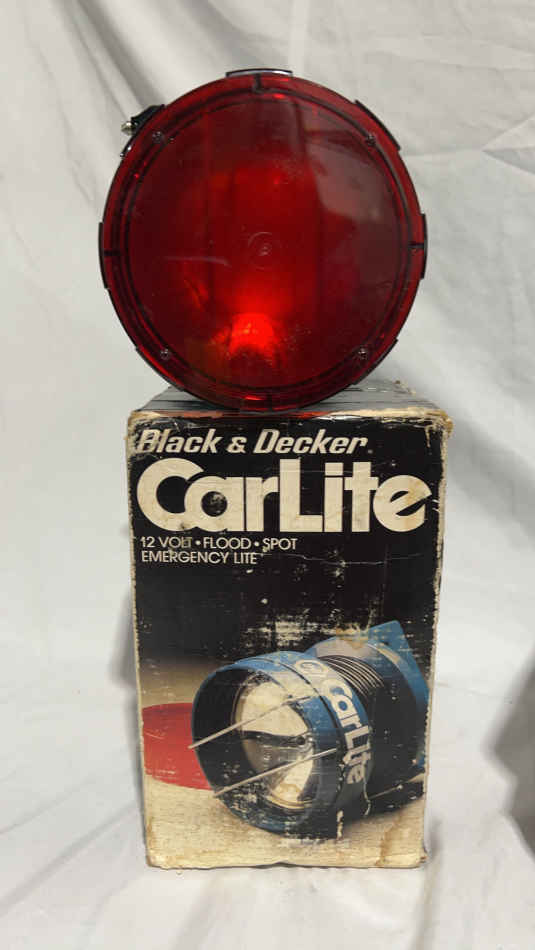 Black & Decker
CarLite
12 VOLT • FLOOD • SPOT
EMERGENCY LITE
CarLite